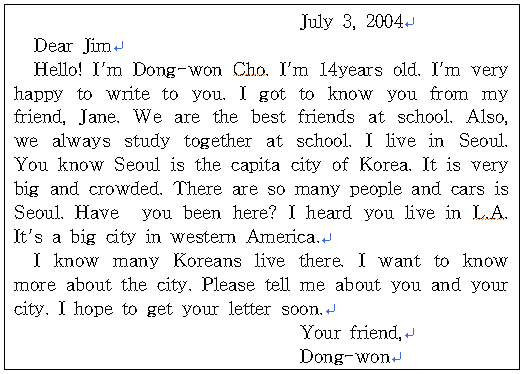 July 3, 2004
Dear Jim
Hello! I'm Dong-won Cho. I'm 14years old. I'm very
happy to write to you. I got to know you from my
friend, Jane. We are the best friends at school. Also,
we always study together at school. I live in Seoul.
You know Seoul is the capita city of Korea. It is very
big and crowded. There are so many people and cars is
Seoul. Have  you been here? I heard you live in L.A.
It's a big city in western America.
I know many Koreans live there. I want to know
more about the city. Please tell me about you and your
city. I hope to get your letter soon.
Your friend,
Dong-won